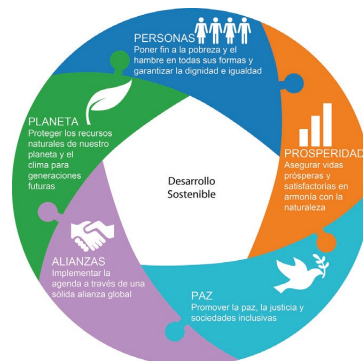 PERSONAS
Poner fin a la pobreza y el
hambre en todas sus formas y
garantizar la dignidad e igualdad
PROSPERIDAD
Asegurar vidas
prósperas y
satisfactorias en
armonía con la
naturaleza
PAZ
Promover la paz, la justicia y
sociedades inclusivas
ALIANZAS
Implementar la
agenda a través de una
sólida alianza global
PLANETA
Proteger los recursos
naturales de nuestro
planeta y el
clima para
generaciones
futuras
Desarrollo
Sostenible